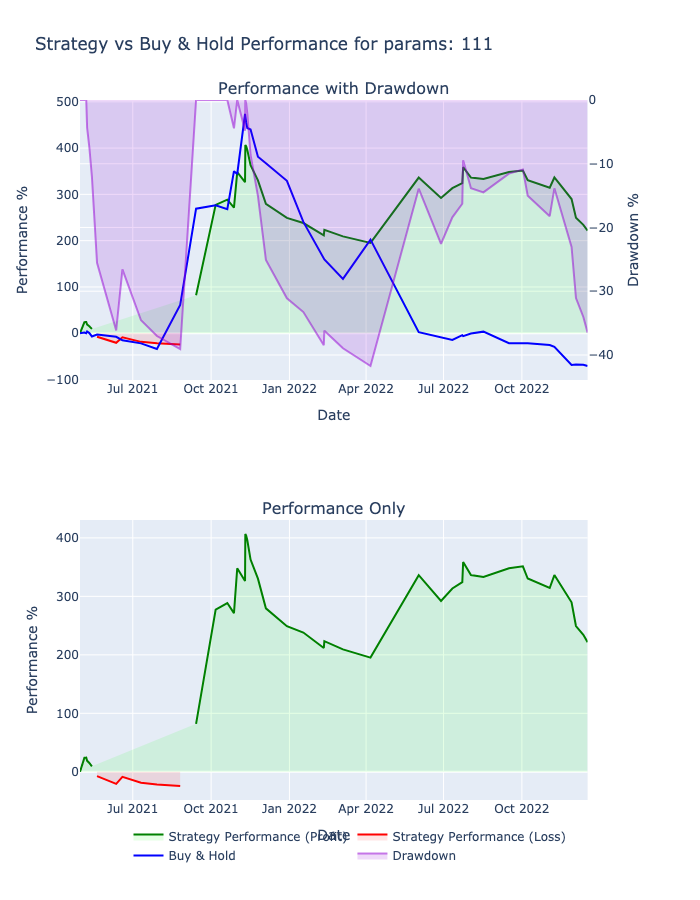 Strategy vs Buy & Hold Performance for params: 111
Performance with Drawdown
500
400
300
200
100
0
−100
Performance %
0
−10
−20
−30
−40
Drawdown %
Jul 2021 Oct 2021 Jan 2022 Apr 2022 Jul 2022 Oct 2022
Date
Performance Only
400
300
200
100
0
Performance %
Jul 2021 Oct 2021 Jan 2022 Apr 2022 Jul 2022 Oct 2022
Date
Strategy Performance (Profit) Strategy Performance (Loss)
Buy & Hold Drawdown